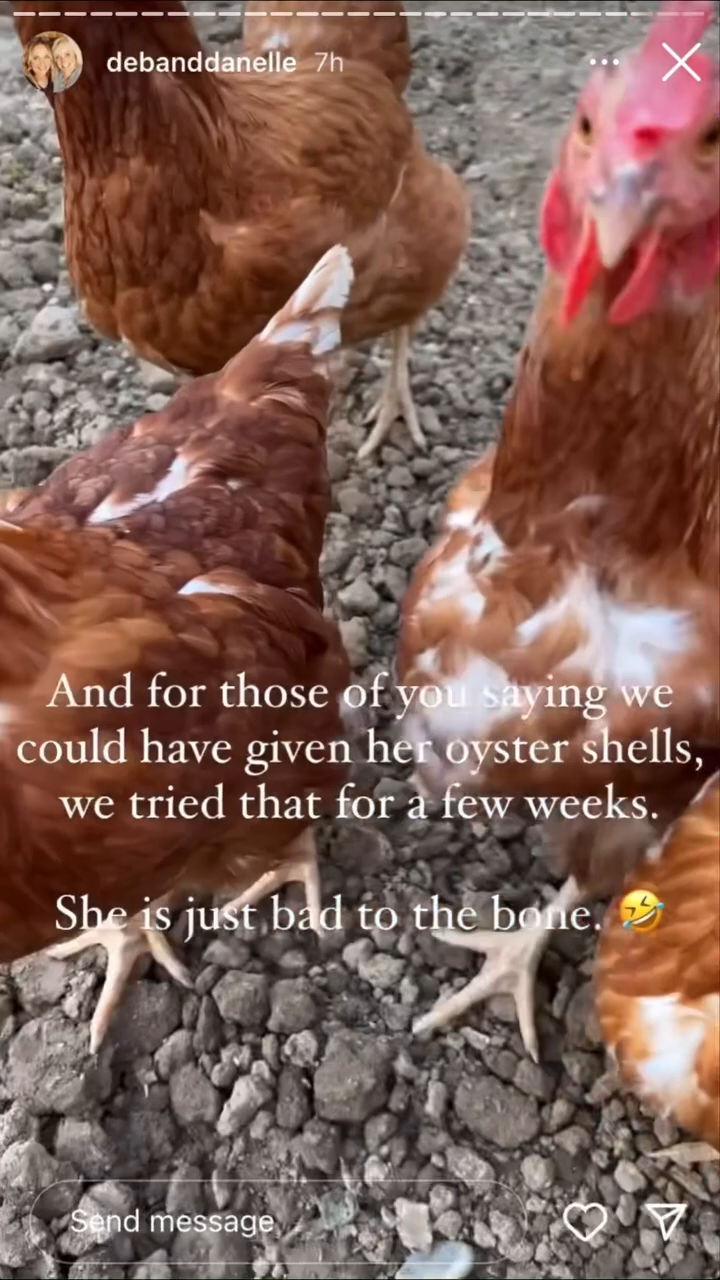 debanddanelle 7h
And for those of you saying we
could have given her oyster shells,
we tried that for a few weeks.
She is just bad to the bone. 🤣
Send message